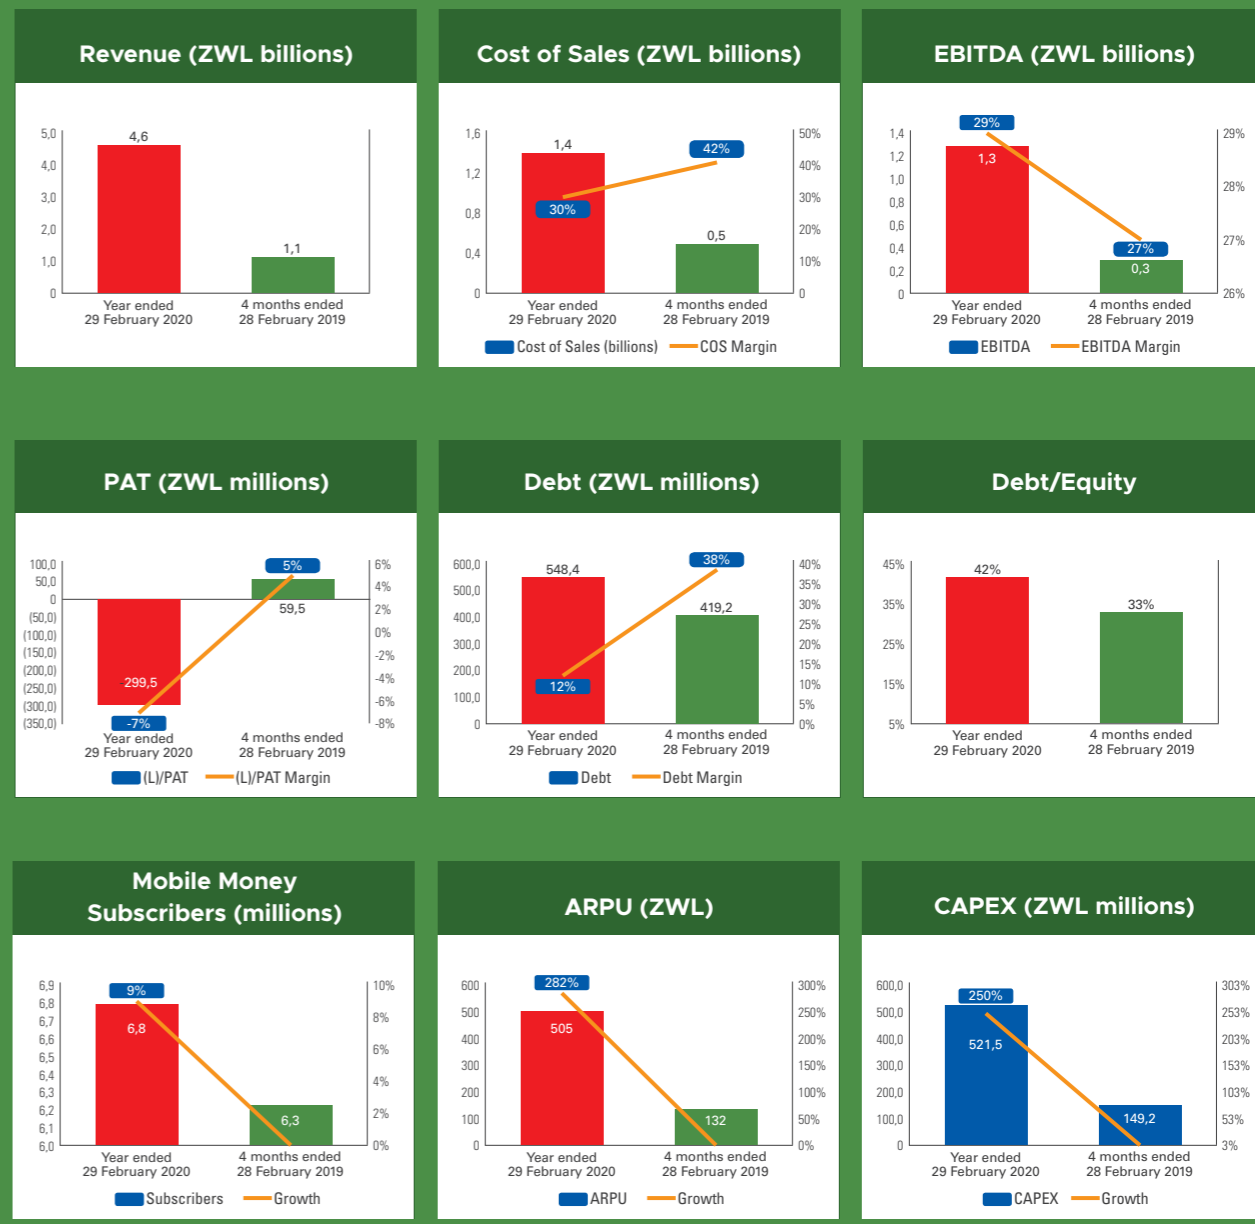 Revenue (ZWL billions)
5,0
4,0
3,0
2,0
1,0
0
4,6
1,1
Year ended
29 February 2020
4 months ended
28 February 2019
Cost of Sales (ZWL billions)
1,6
1,2
0,8
0,4
0
1,4
30%
42%
0,5
50%
40%
30%
20%
10%
0
Year ended
29 February 2020
4 months ended
28 February 2019
Cost of Sales (billions)
COS Margin
EBITDA (ZWL billions)
1,4
1,2
1,0
0,8
0,6
0,4
0,2
0
29%
1,3
27%
0,3
29%
28%
27%
26%
Year ended
29 February 2020
4 months ended
28 February 2019
EBITDA
EBITDA Margin
PAT (ZWL millions)
100,0
50,0
0
(50,0)
(100,0)
(150,0)
(200,0)
(250,0)
(300,0)
(350,0)
299,5
-7%
5%
59,5
6%
4%
2%
0%
-2%
-4%
-6%
-8%
Year ended
29 February 2020
4 months ended
28 February 2019
(L)/PAT
(L)/PAT Margin
Debt (ZWL millions)
600,0
500,0
400,0
300,0
200,0
100,0
0
548,4
12%
38%
419,2
40%
35%
30%
25%
20%
15%
10%
5%
0%
Year ended
29 February 2020
4 months ended
28 February 2019
Debt
Debt Margin
Debt/Equity
45%
35%
25%
15%
5%
42%
33%
Year ended
29 February 2020
4 months ended
28 February 2019
Mobile Money
Subscribers (millions)
6,9
6,8
6,7
6,6
6,5
6,4
6,3
6,2
6,1
6,0
9%
6,8
6,3
10%
8%
6%
4%
2%
0%
Year ended
29 February 2020
4 months ended
28 February 2019
Subscribers
Growth
ARPU (ZWL)
600
500
400
300
200
100
0
282%
505
132
300%
250%
200%
150%
100%
50%
0%
Year ended
29 February 2020
4 months ended
28 February 2019
ARPU
Growth
CAPEX (ZWL millions)
600,0
500,0
400,0
300,0
200,0
100,0
0
250%
521,5
149,2
303%
253%
203%
153%
103%
53%
3%
Year ended
29 February 2020
4 months ended
28 February 2019
CAPEX
Growth